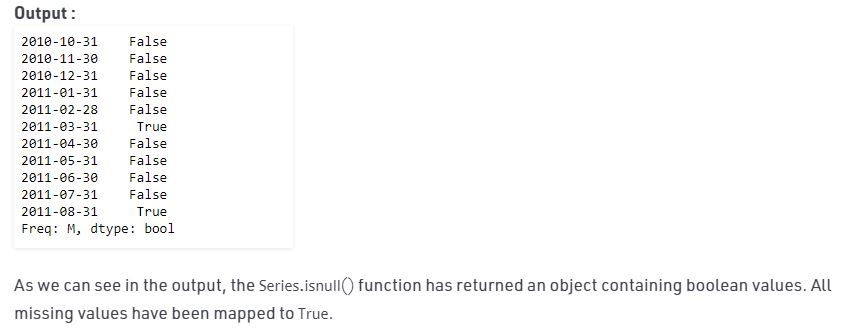 Output :
2010-10-31    False
2010-11-30    False
2010-12-31    False
2011-01-31    False
2011-02-28    False
2011-03-31     True
2011-04-30    False
2011-05-31    False
2011-06-30    False
2011-07-31    False
2011-08-31     True
Freq: M, dtype: bool
As we can see in the output, the Series.isnull() function has returned an object containing boolean values. All
missing values have been mapped to True.